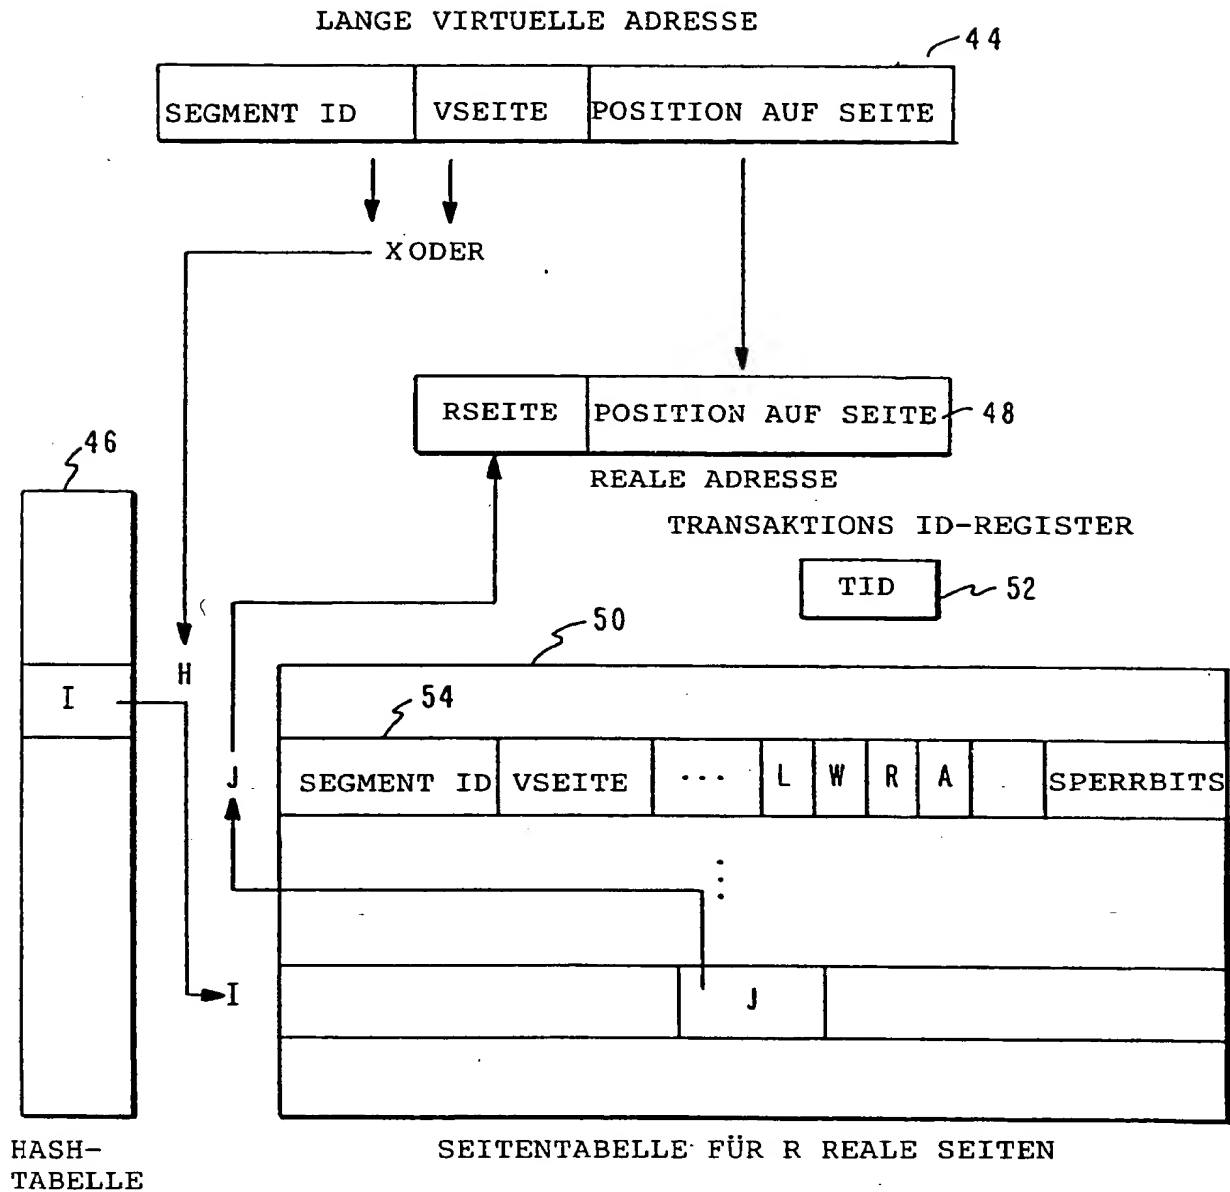 LANGE VIRTUELLE ADRESSE
44
SEGMENT ID VSEITE POSITION AUF SEITE
XODER
RSEITE POSITION AUF SEITE 48
46
REALE ADRESSE
TRANSAKTIONS ID-REGISTER
TID 52
50
H
I
54
J
SEGMENT ID VSEITE ... L W R A SPERRBITS
I
J
HASH-
TABELLE
SEITENTABELLE FÜR R REALE SEITEN